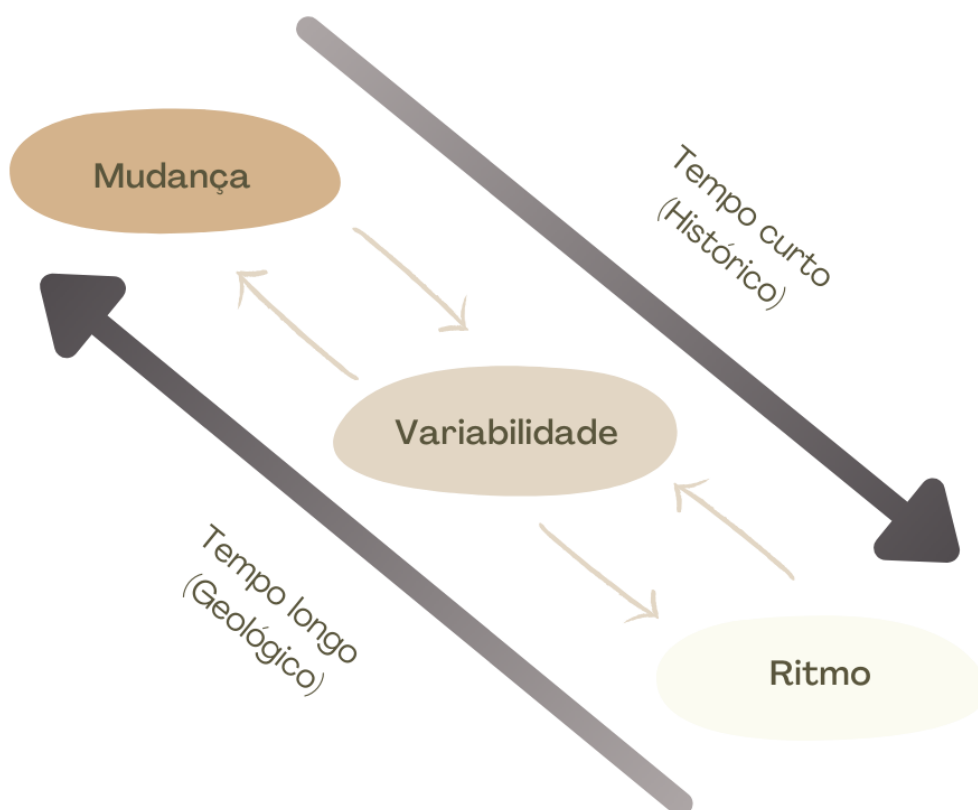 Mudança
Tempo curto
(Histórico)
Variabilidade
Tempo longo
(Geológico)
Ritmo